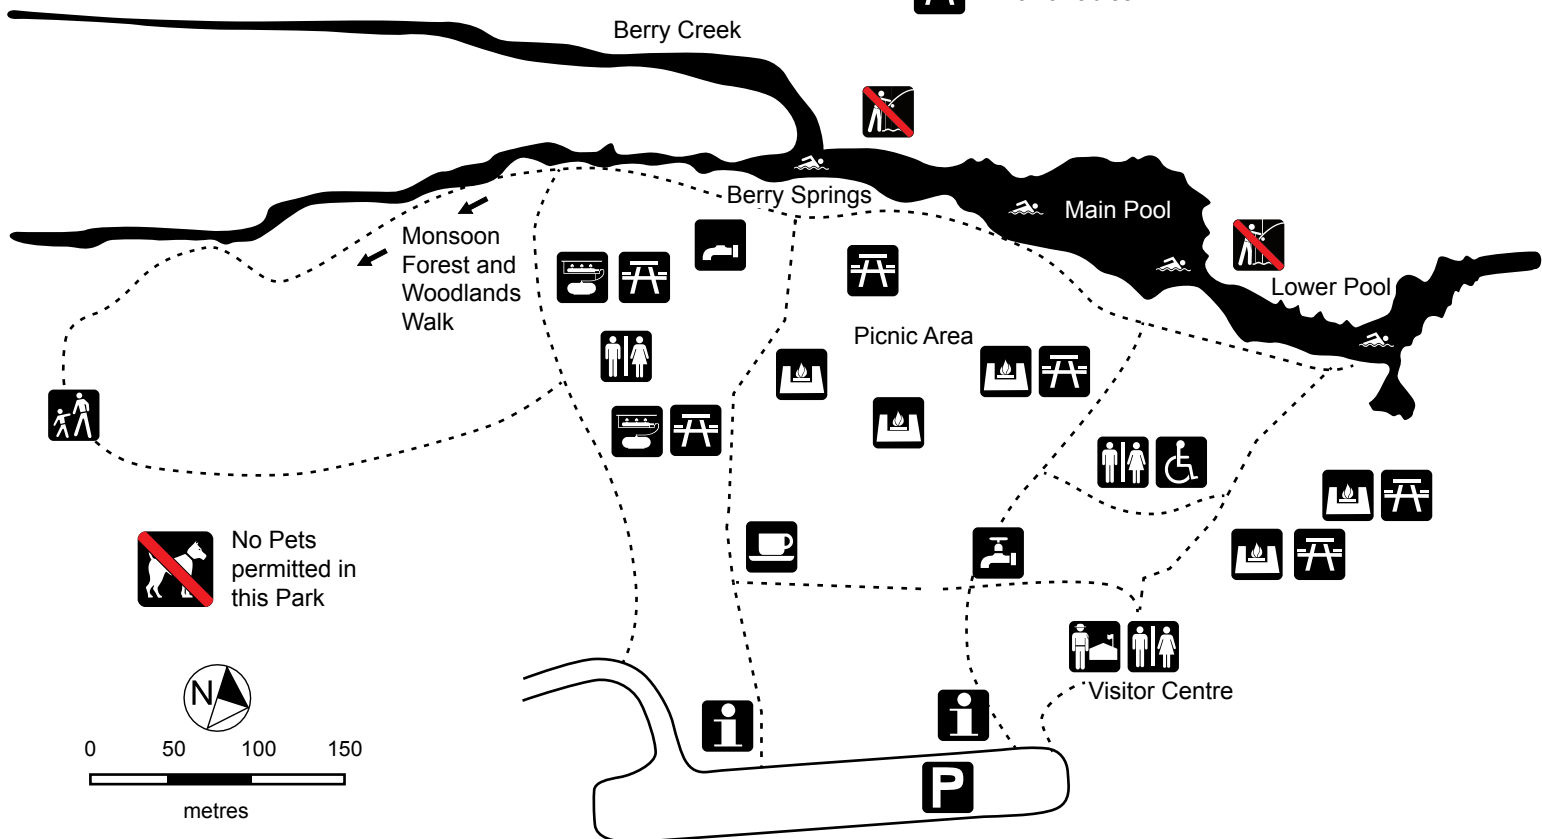 Berry Creek
Berry Springs
Main Pool
Monsoon
Forest and
Woodlands
Walk
Lower Pool
Picnic Area
No Pets
permitted in
this Park
N
Visitor Centre
i
i
0 50 100 150
P
metres